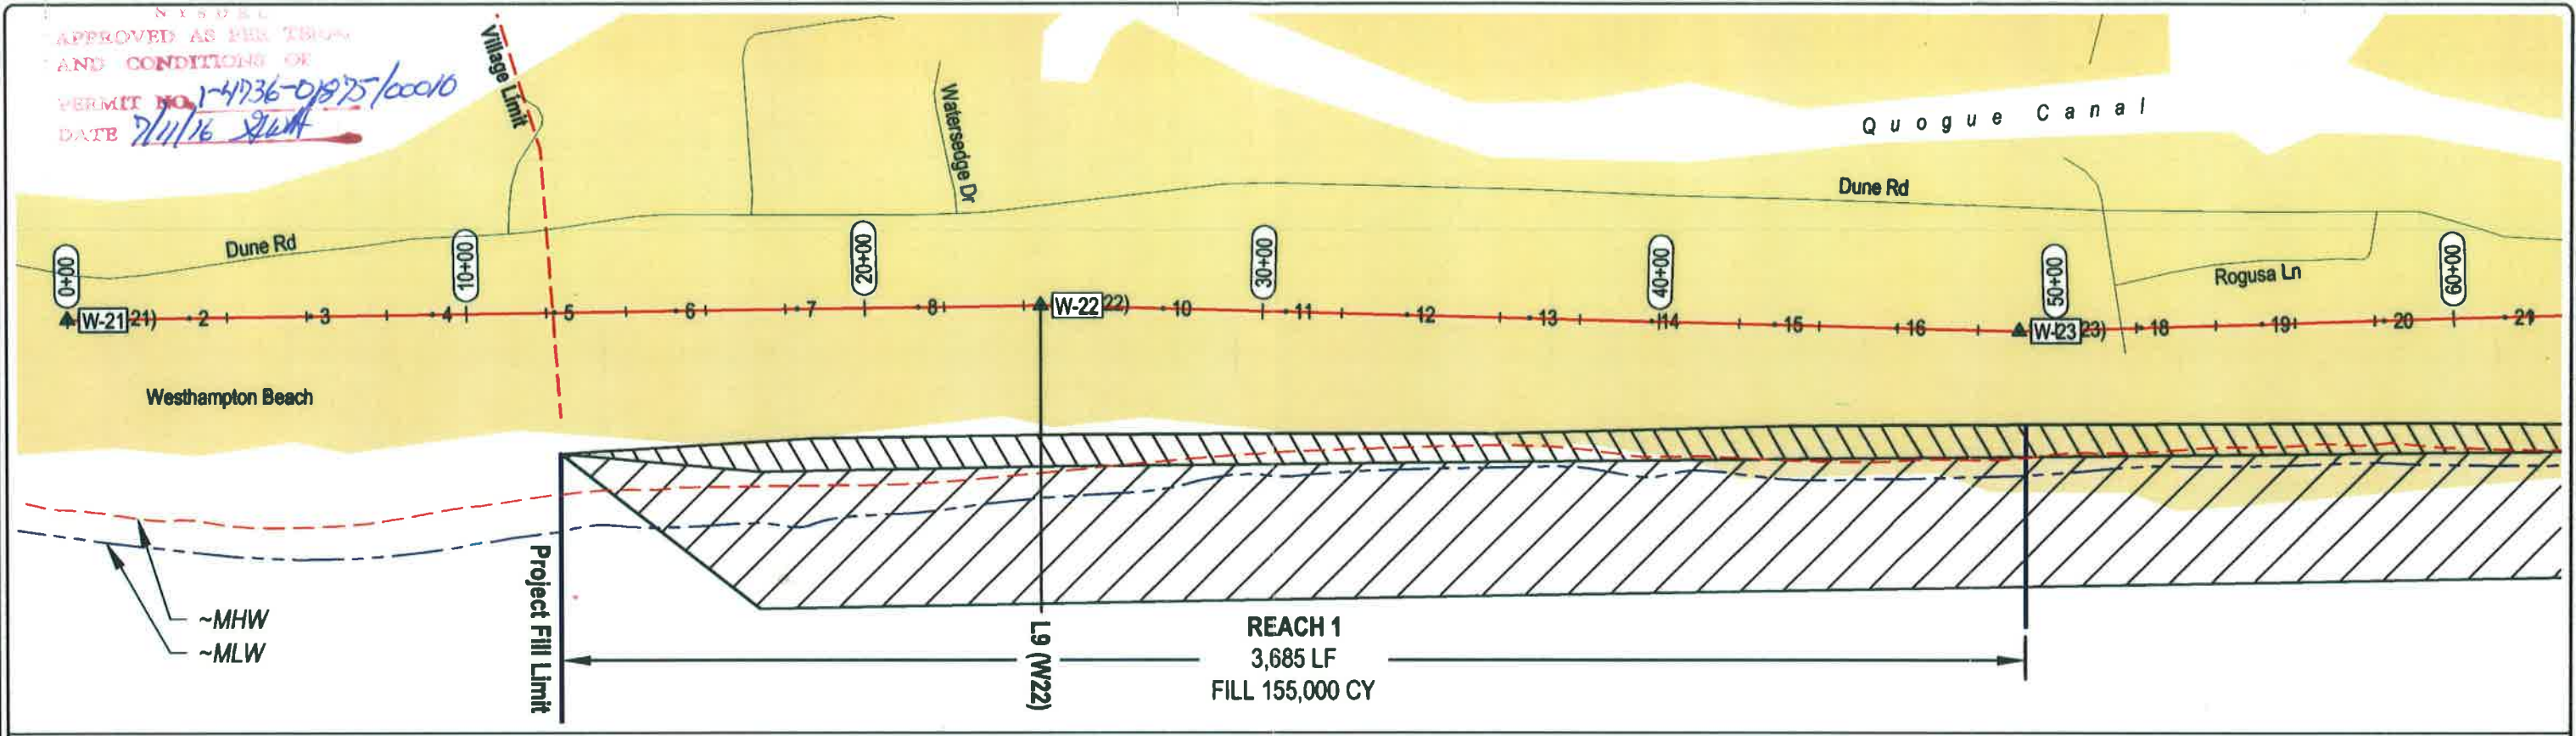 NYSDEC
APPROVED AS PER TERMS
AND CONDITIONS OF
PERMIT NO. 1-4736-01875/00010
DATE 7/11/16
Village Limit
Watersedge Dr
Quogue Canal
Dune Rd
Dune Rd
Rogusa Ln
0+00
10+00
20+00
30+00
40+00
50+00
60+00
W-21 21) 2 3 4 5 6 7 8 W-22 22) 10 11 12 13 14 15 16 W-23 23) 18 19 20 21
Westhampton Beach
~MHW
~MLW
Project Fill Limit
L9 (W22)
REACH 1
3,685 LF
FILL 155,000 CY